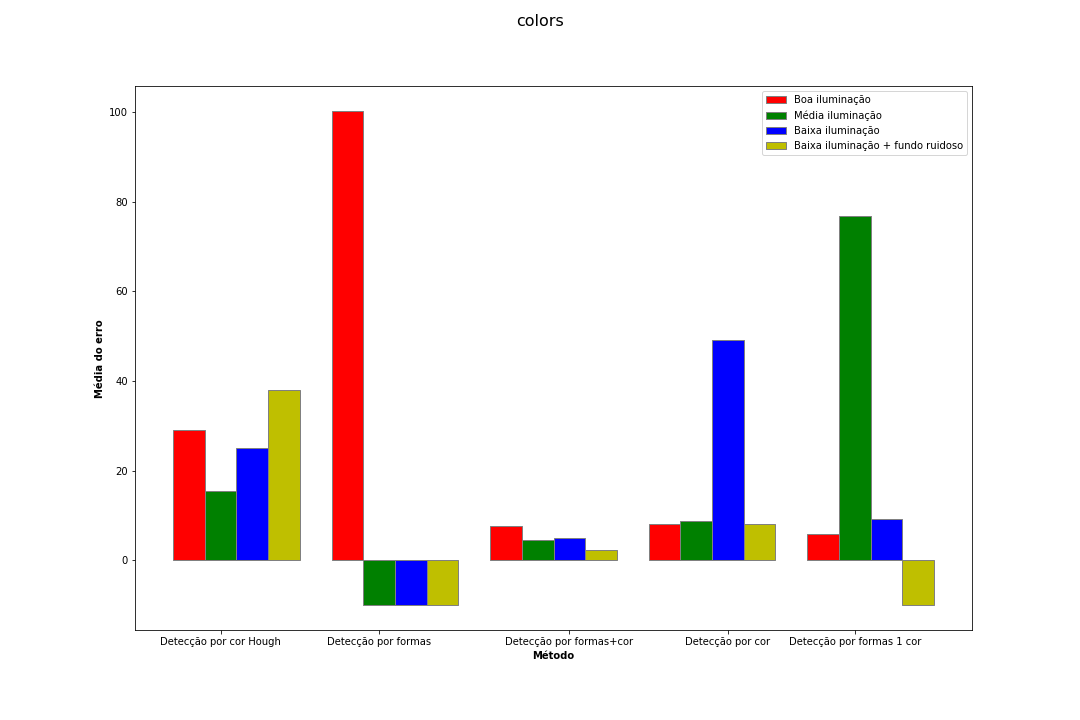 colors
Boa iluminação
Média iluminação
Baixa iluminação
Baixa iluminação + fundo ruidoso
Média do erro
100
80
60
40
20
0
Detecção por cor Hough
Detecção por formas
Detecção por formas+cor
Detecção por cor
Detecção por formas 1 cor
Método